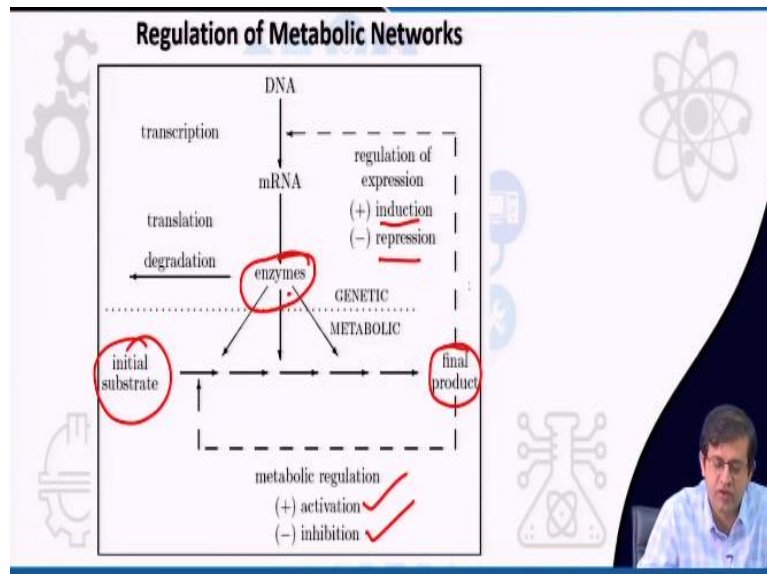 Regulation of Metabolic Networks
DNA
transcription
regulation of
expression
mRNA
(+) induction
translation
(−) repression
degradation
enzymes
GENETIC
METABOLIC
initial
substrate
final
product
metabolic regulation
(+) activation
(−) inhibition